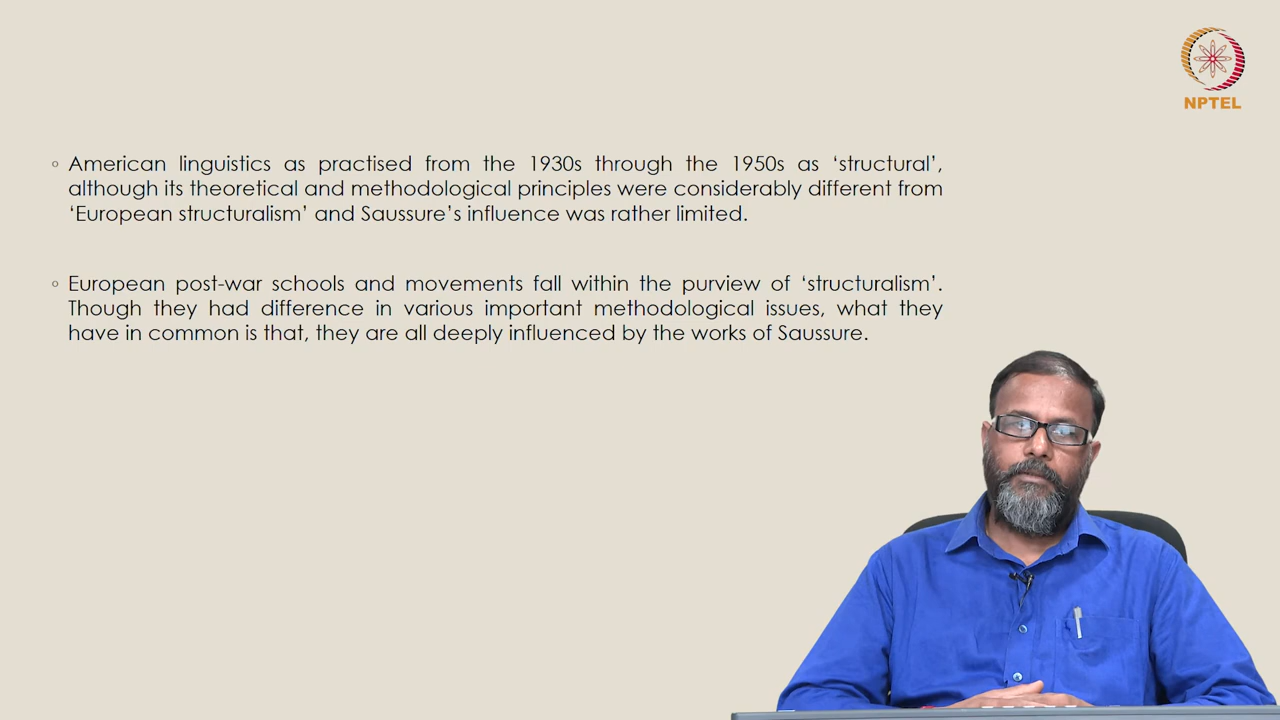 NPTEL
◦ American linguistics as practised from the 1930s through the 1950s as ‘structural’,
although its theoretical and methodological principles were considerably different from
‘European structuralism’ and Saussure’s influence was rather limited.
◦ European post-war schools and movements fall within the purview of ‘structuralism’.
Though they had difference in various important methodological issues, what they
have in common is that, they are all deeply influenced by the works of Saussure.